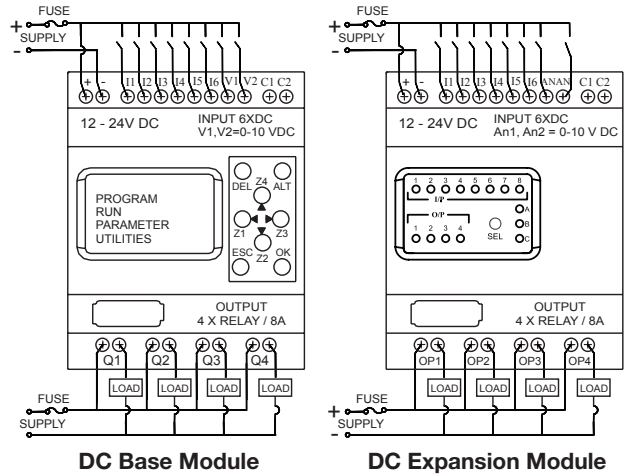 FUSE
+
SUPPLY
-
+ - I1 I2 I3 I4 I5 I6 V1 V2 C1 C2
12 - 24V DC
INPUT 6XDC
V1,V2=0-10 VDC
PROGRAM
RUN
PARAMETER
UTILITIES
DEL Z4 ALT
Z1 Z3
ESC Z2 OK
OUTPUT
4 X RELAY / 8A
Q1 Q2 Q3 Q4
LOAD LOAD LOAD LOAD
FUSE
+
SUPPLY
-
DC Base Module
FUSE
+
SUPPLY
-
+ - I1 I2 I3 I4 I5 I6 ANAN C1 C2
12 - 24V DC
INPUT 6XDC
An1, An2 = 0-10 V DC
1 2 3 4 5 6 7 8
I/P
O/P
1 2 3 4
SEL
A
B
C
OUTPUT
4 X RELAY / 8A
OP1 OP2 OP3 OP4
LOAD LOAD LOAD LOAD
FUSE
+
SUPPLY
-
DC Expansion Module